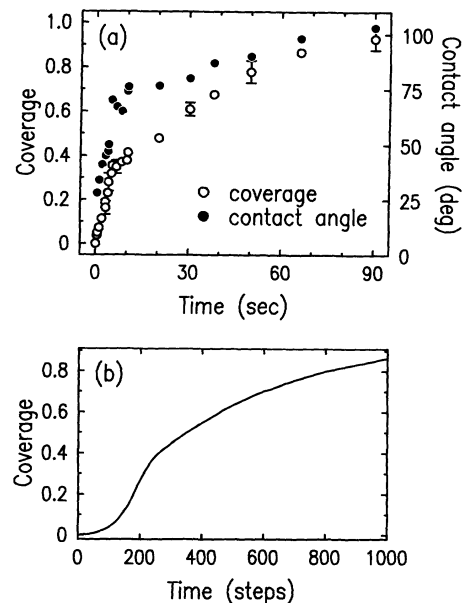 (a)
1.0
0.8
0.6
0.4
0.2
0
Coverage
100
75
50
25
0
Contact angle (deg)
coverage
contact angle
0
30
60
90
Time (sec)
(b)
0.8
0.6
0.4
0.2
0
Coverage
0
200
400
600
800
1000
Time (steps)